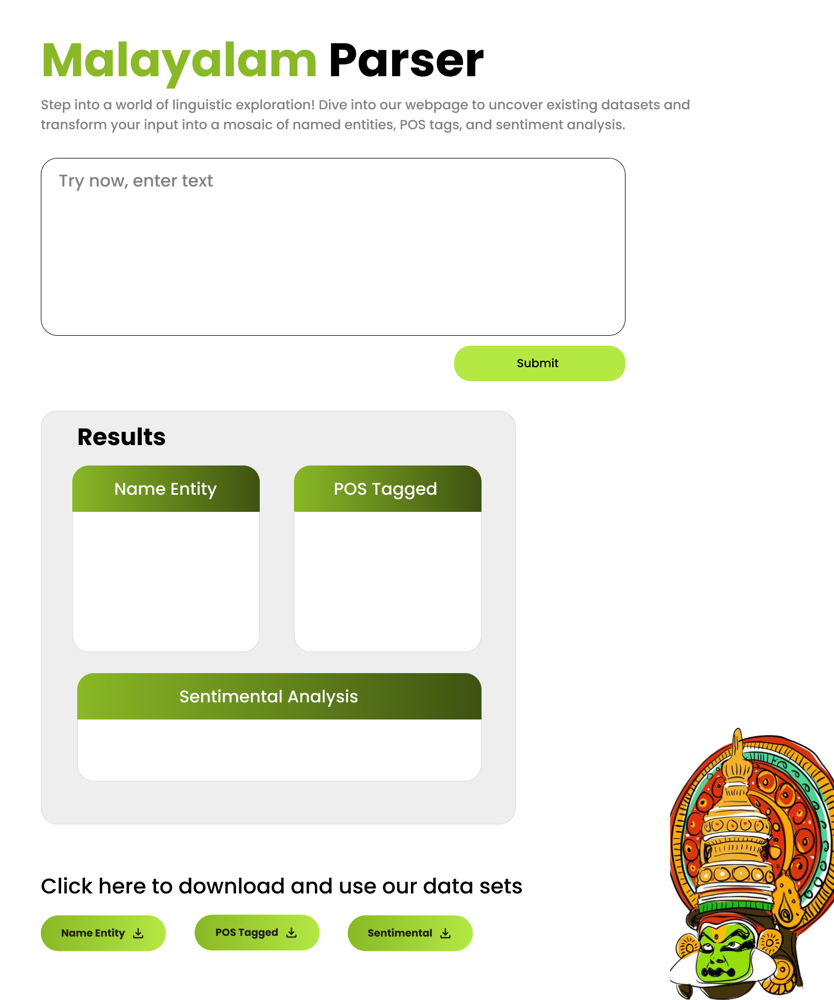 Malayalam Parser
Step into a world of linguistic exploration! Dive into our webpage to uncover existing datasets and
transform your input into a mosaic of named entities, POS tags, and sentiment analysis.
Try now, enter text
Submit
Results
Name Entity
POS Tagged
Sentimental Analysis
Click here to download and use our data sets
Name Entity
POS Tagged
Sentimental